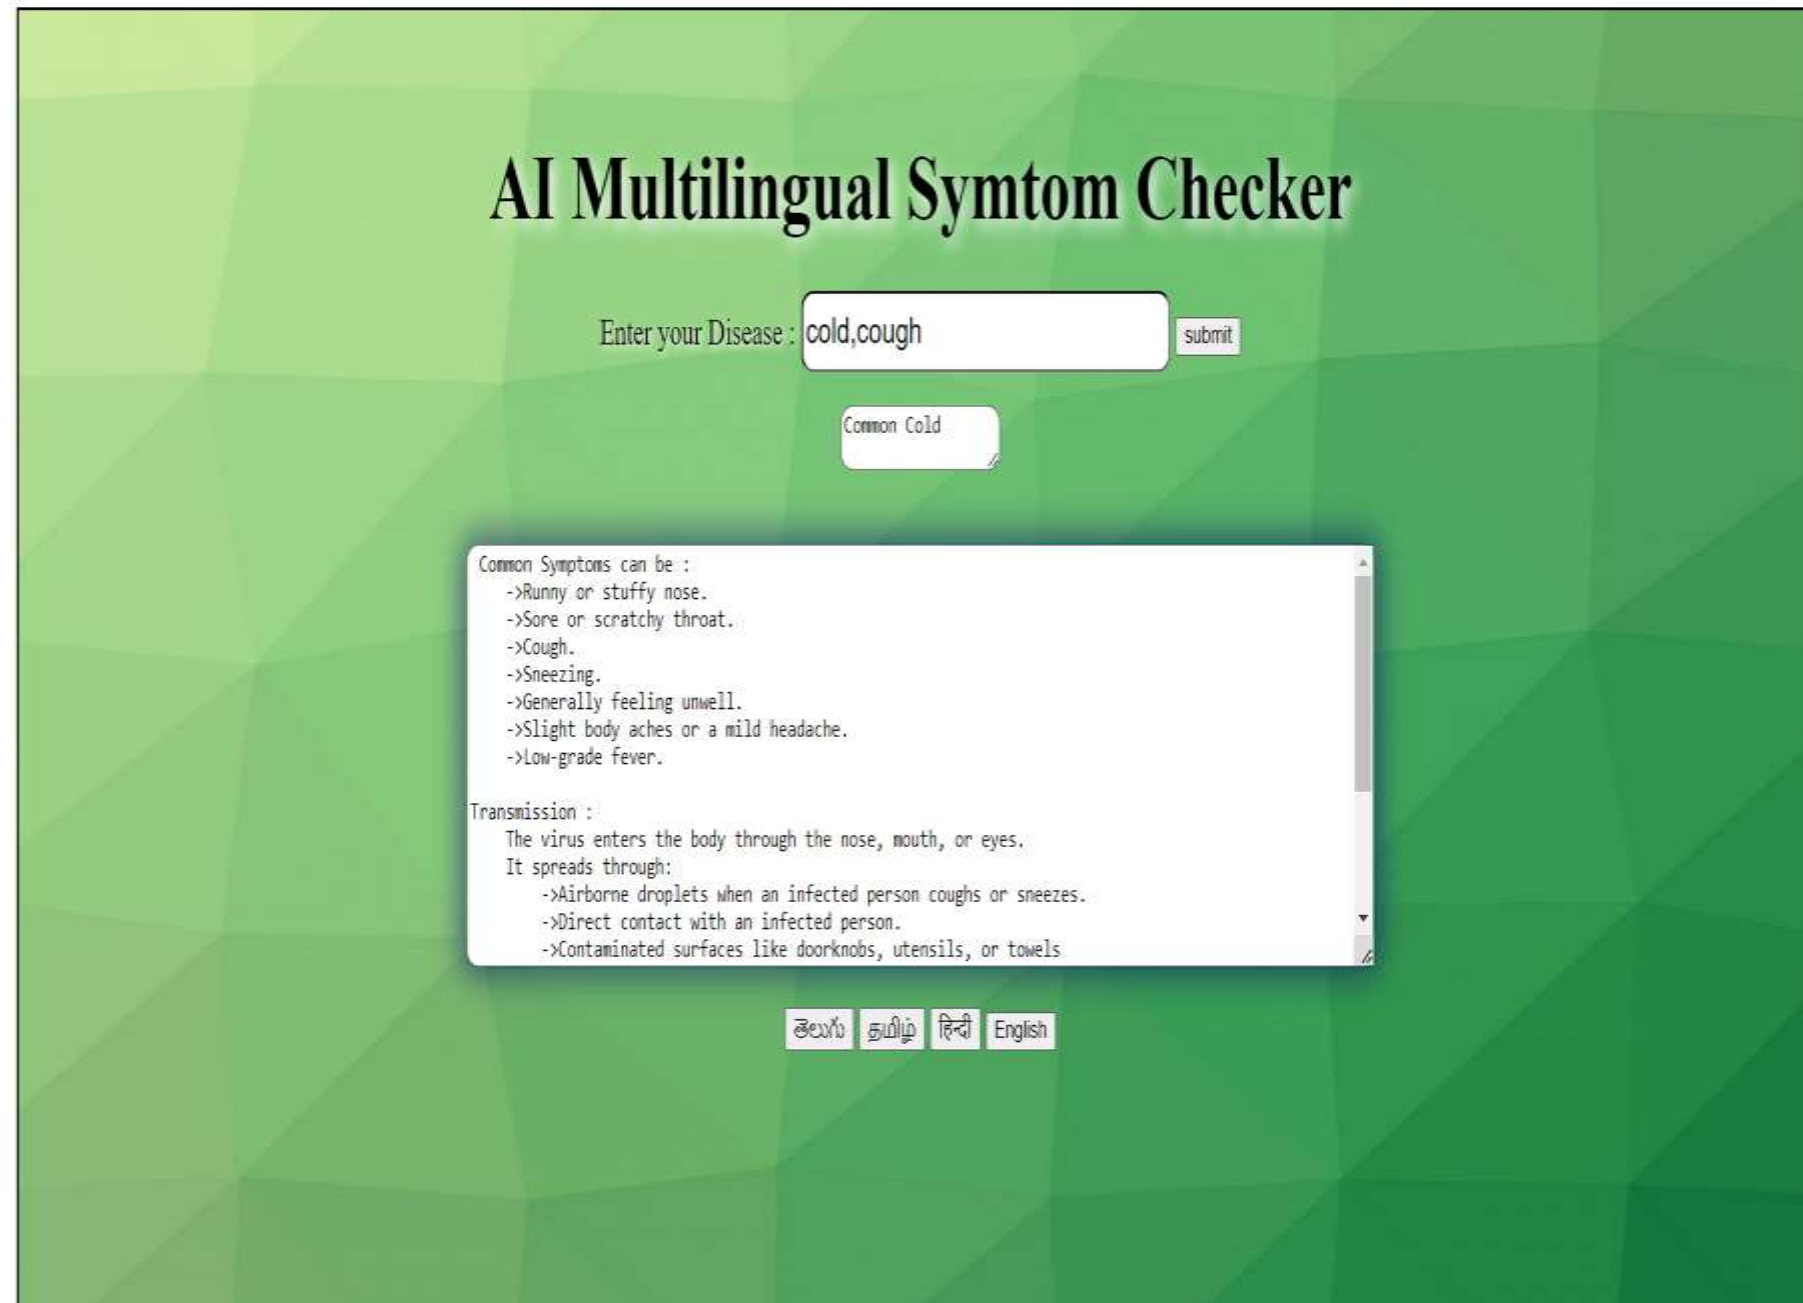 AI Multilingual Symtom Checker
Enter your Disease : cold,cough submit
Common Cold
Common Symptoms can be :
->Runny or stuffy nose.
->Sore or scratchy throat.
->Cough.
->Sneezing.
->Generally feeling unwell.
->Slight body aches or a mild headache.
->Low-grade fever.
Transmission :
The virus enters the body through the nose, mouth, or eyes.
It spreads through:
->Airborne droplets when an infected person coughs or sneezes.
->Direct contact with an infected person.
->Contaminated surfaces like doorknobs, utensils, or towels
తెలుగు தமிழ் हिन्दी English